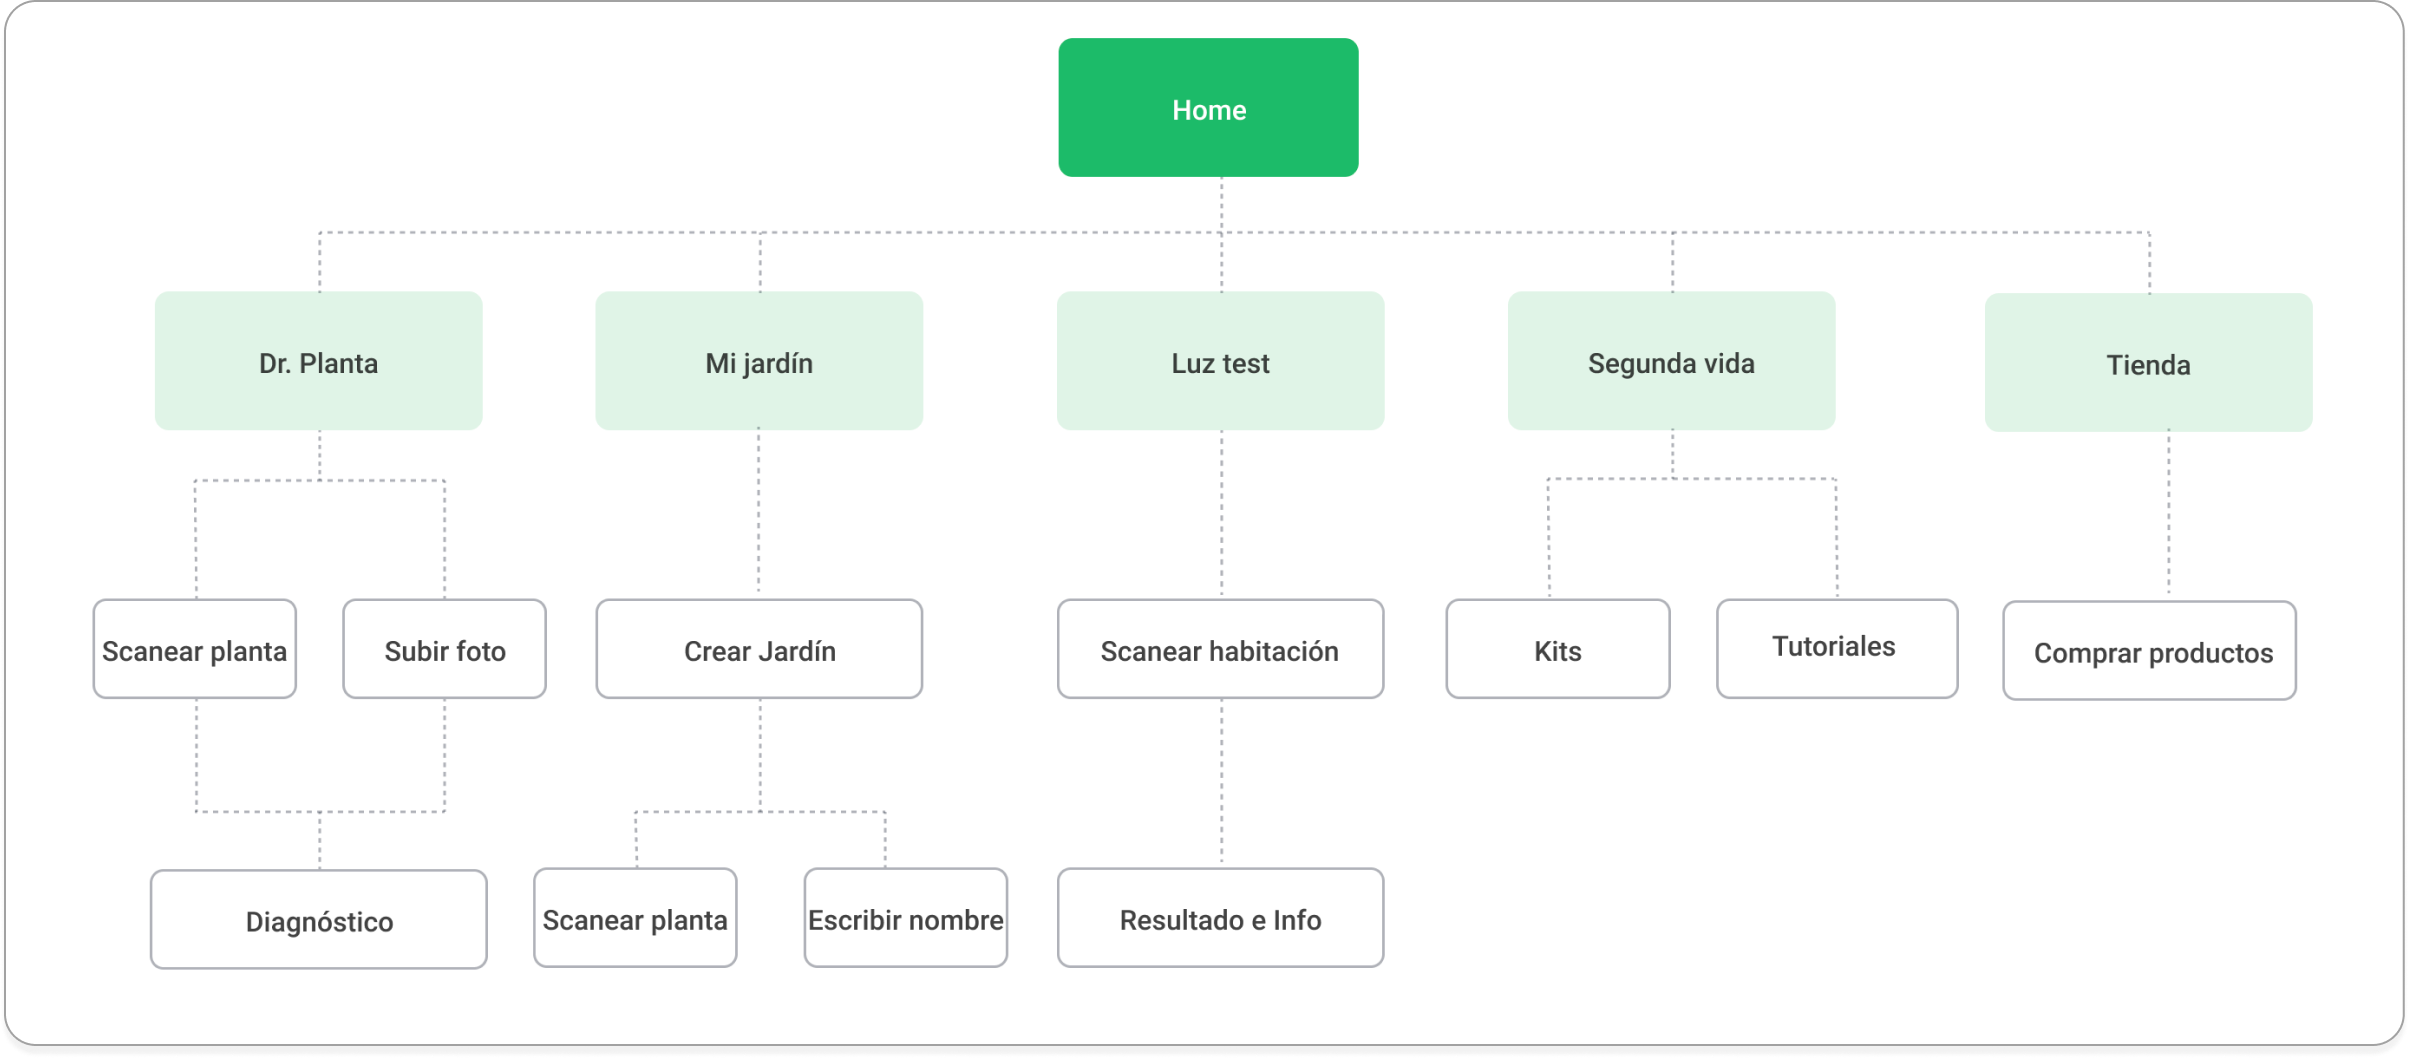 Home
Dr. Planta
Mi jardín
Luz test
Segunda vida
Tienda
Scanear planta
Subir foto
Crear Jardín
Scanear habitación
Kits
Tutoriales
Comprar productos
Diagnóstico
Scanear planta
Escribir nombre
Resultado e Info